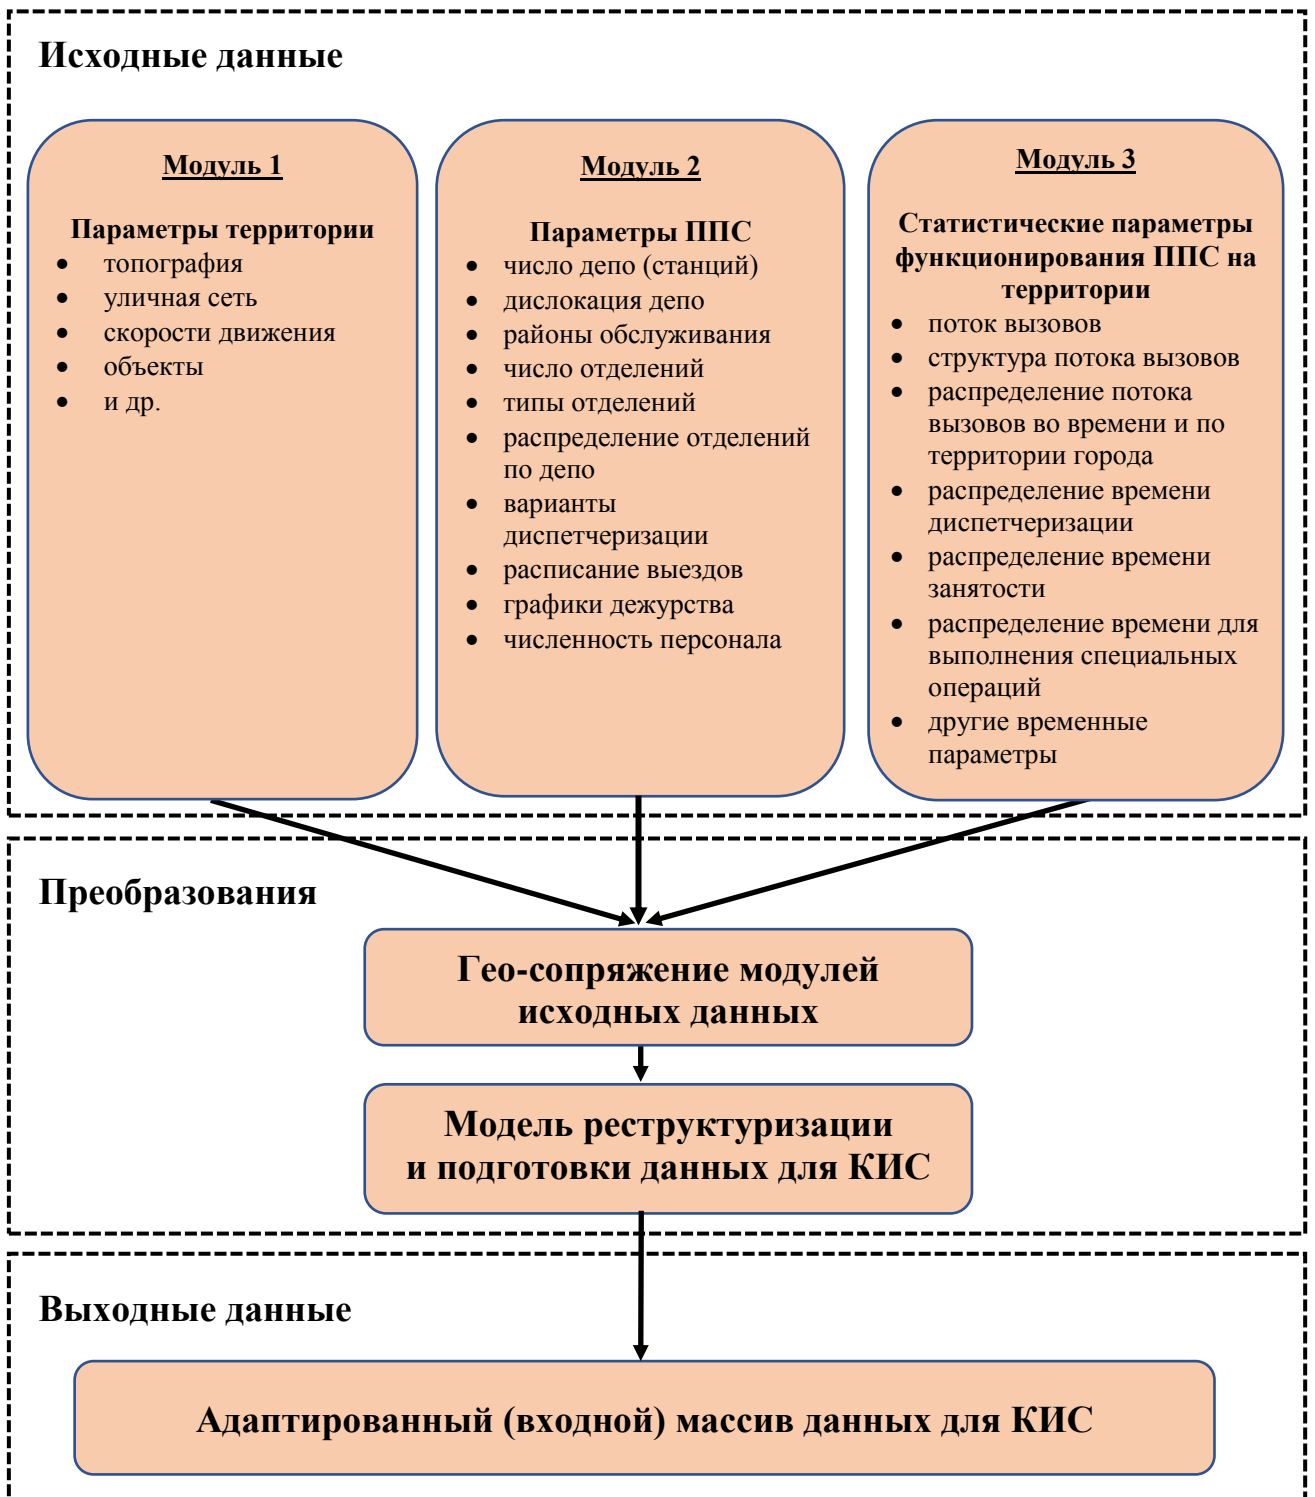 Исходные данные
Модуль 1
Параметры территории
• топография
• уличная сеть
• скорости движения
• объекты
• и др.
Модуль 2
Параметры ППС
• число депо (станций)
• дислокация депо
• районы обслуживания
• число отделений
• типы отделений
• распределение отделений
по депо
• варианты
диспетчеризации
• расписание выездов
• графики дежурства
• численность персонала
Модуль 3
Статистические параметры
функционирования ППС на
территории
• поток вызовов
• структура потока вызовов
• распределение потока
вызовов во времени и по
территории города
• распределение времени
диспетчеризации
• распределение времени
занятости
• распределение времени для
выполнения специальных
операций
• другие временные
параметры
Преобразования
Гео-сопряжение модулей
исходных данных
Модель реструктуризации
и подготовки данных для КИС
Выходные данные
Адаптированный (входной) массив данных для КИС